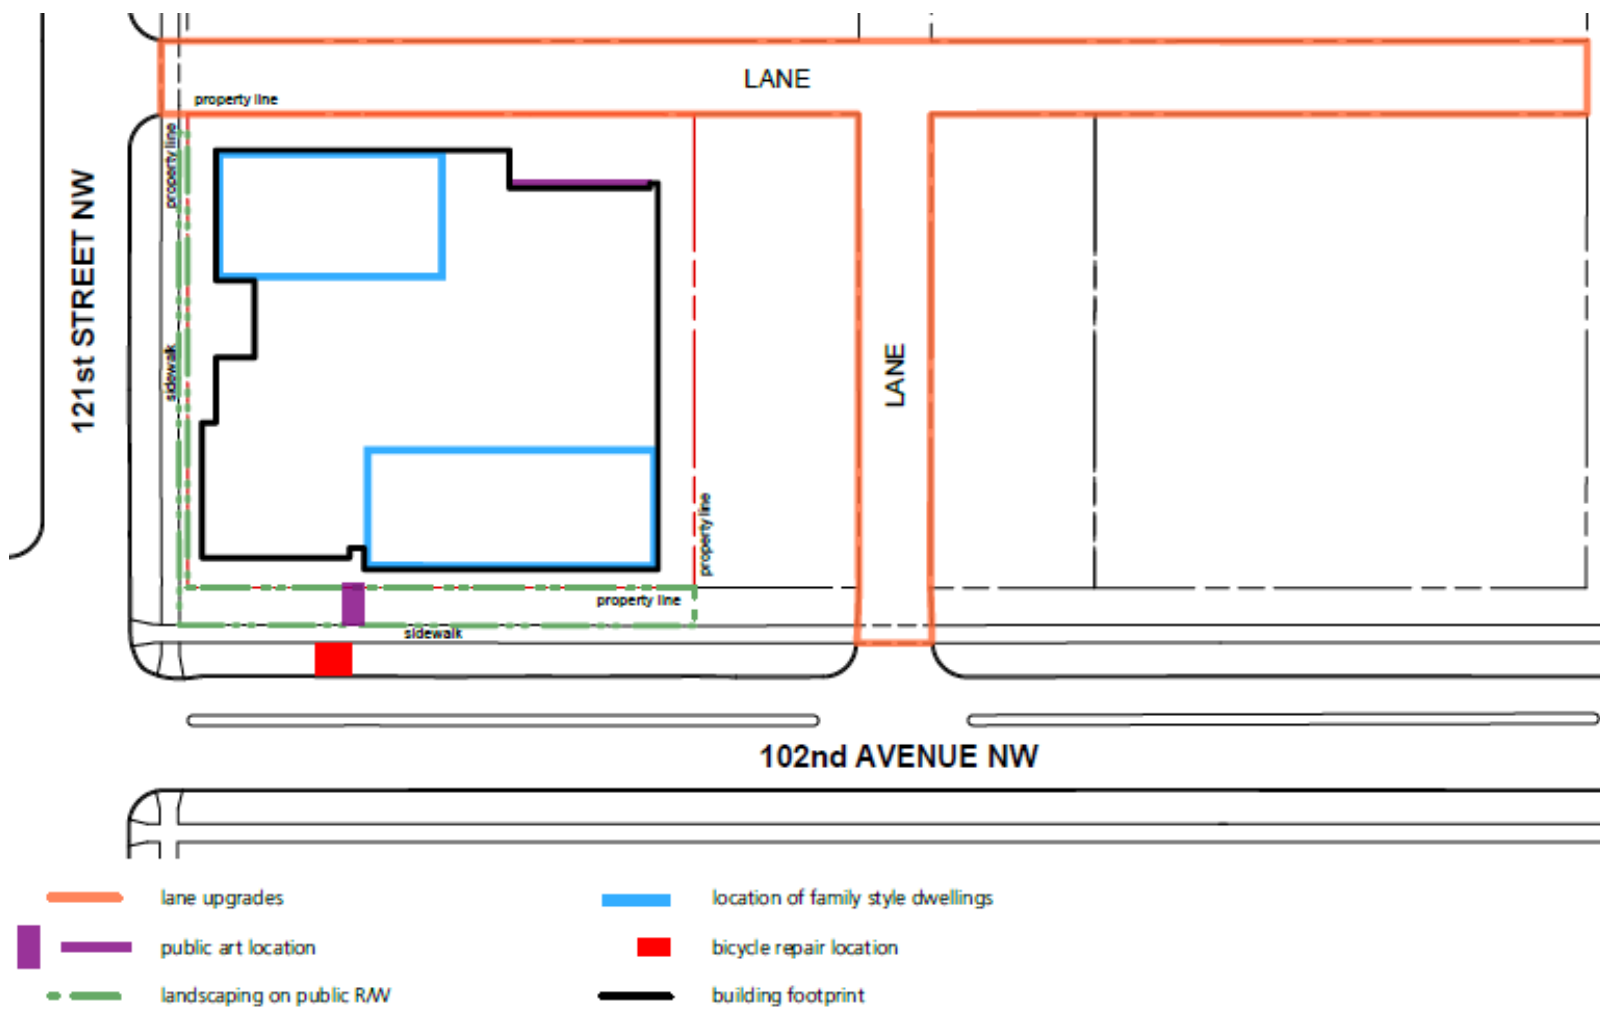 LANE
property line
property line
121st STREET NW
sidewalk
LANE
property line
property line
sidewalk
102nd AVENUE NW
lane upgrades
location of family style dwellings
public art location
bicycle repair location
landscaping on public R/W
building footprint